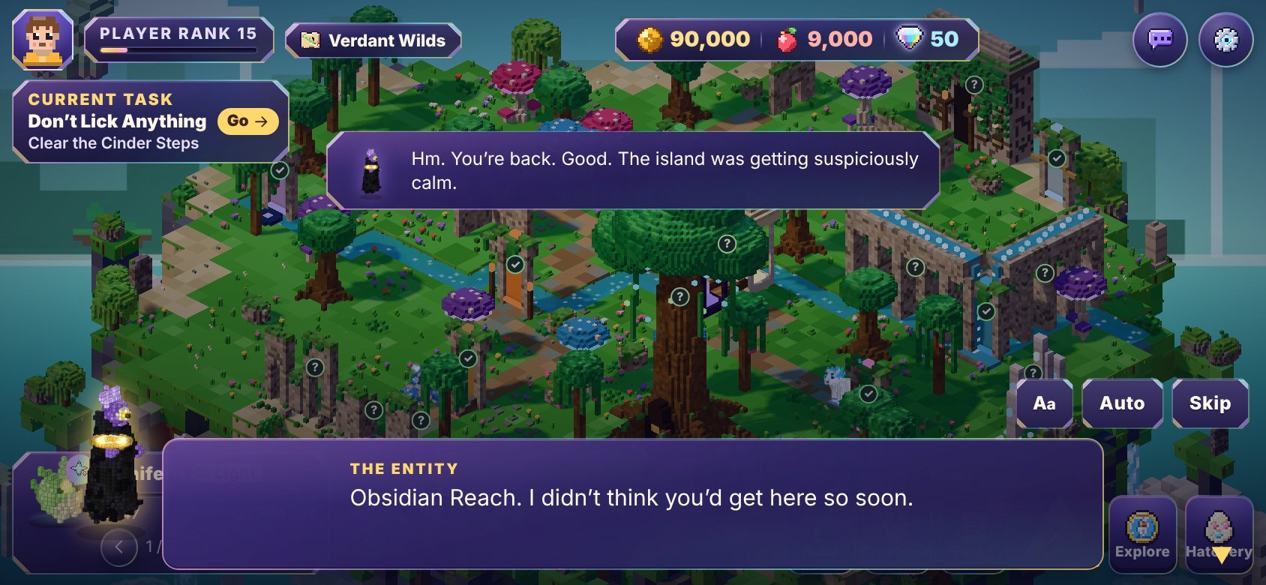 PLAYER RANK 15
Verdant Wilds
90,000
9,000
50
CURRENT TASK
Don't Lick Anything
Go →
Clear the Cinder Steps
Hm. You're back. Good. The island was getting suspiciously
calm.
Aa
Auto
Skip
THE ENTITY
Obsidian Reach. I didn't think you'd get here so soon.
1/
Explore
Hatchery